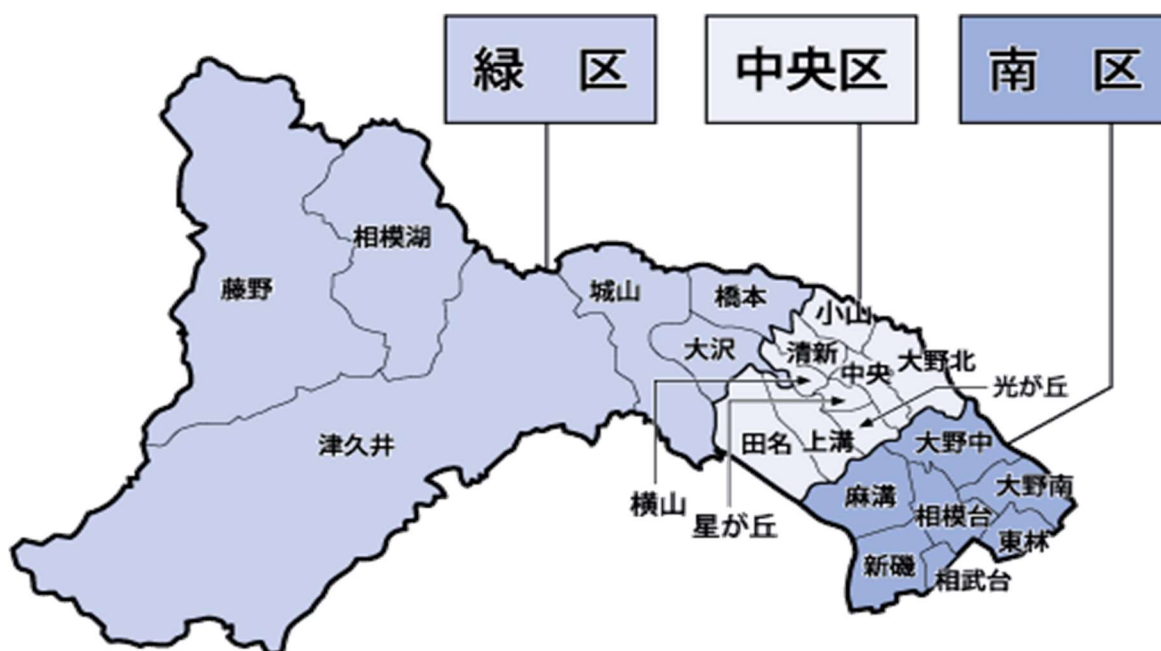 緑 区
中央区
南 区
相模湖
藤野
城山
橋本
小山
大沢
清新
中央
大野北
光が丘
津久井
田名
上溝
大野中
横山
星が丘
麻溝
大野南
相模台
東林
新磯
相武台